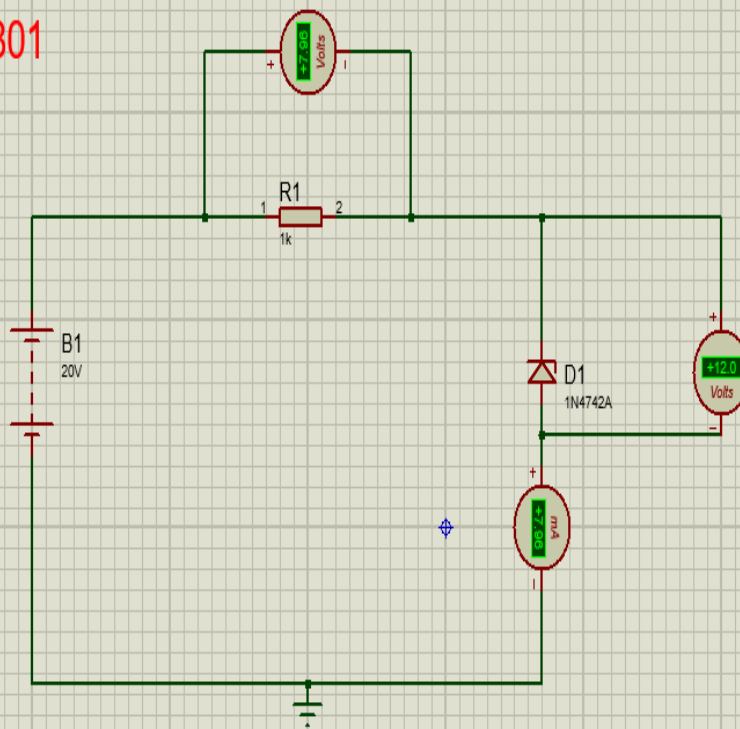 301
+7.96
Volts
+
R1
1
2
1k
B1
20V
+
+12.0
Volts
D1
1N4742A
+
+7.96
mA